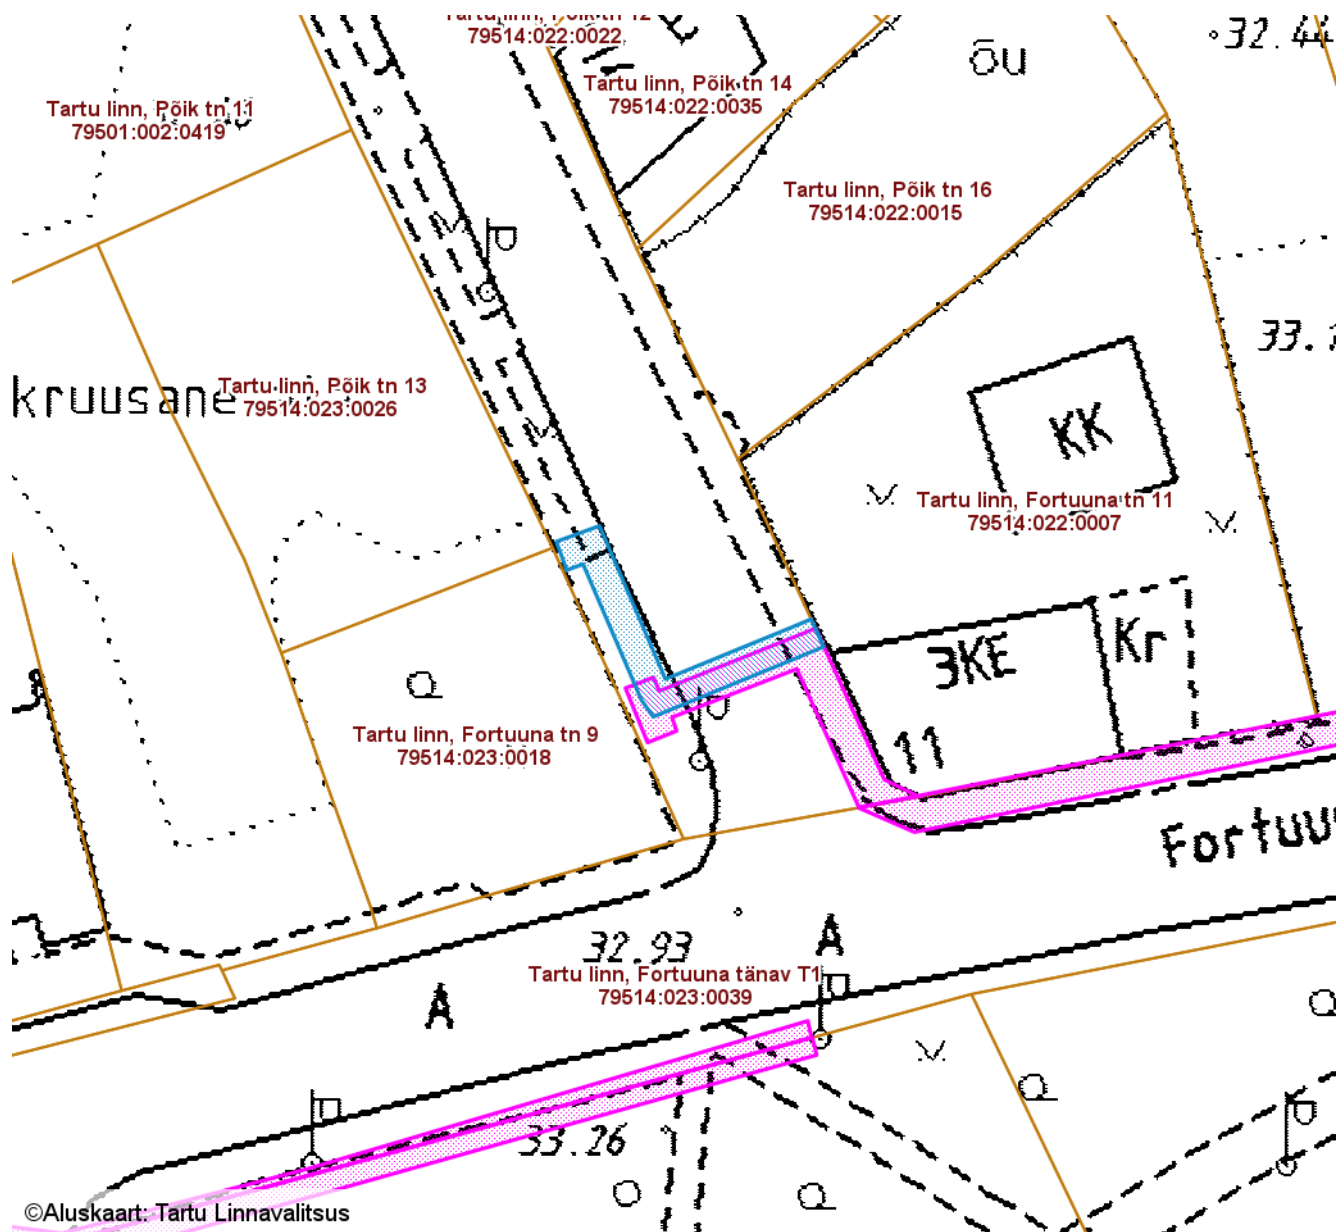 79514:022:0022
32.44
õu
Tartu linn, Põik tn 14
79514:022:0035
Tartu linn, Põik tn 11
79501:002:0419
Tartu linn, Põik tn 16
79514:022:0015
kruusane
Tartu linn, Põik tn 13
79514:023:0026
KK
Tartu linn, Fortuuna tn 11
79514:022:0007
3KE
Kr
Tartu linn, Fortuuna tn 9
79514:023:0018
11
32.93
A
Tartu linn, Fortuuna tänav T1
79514:023:0039
A
33.26
©Aluskaart: Tartu Linnavalitsus